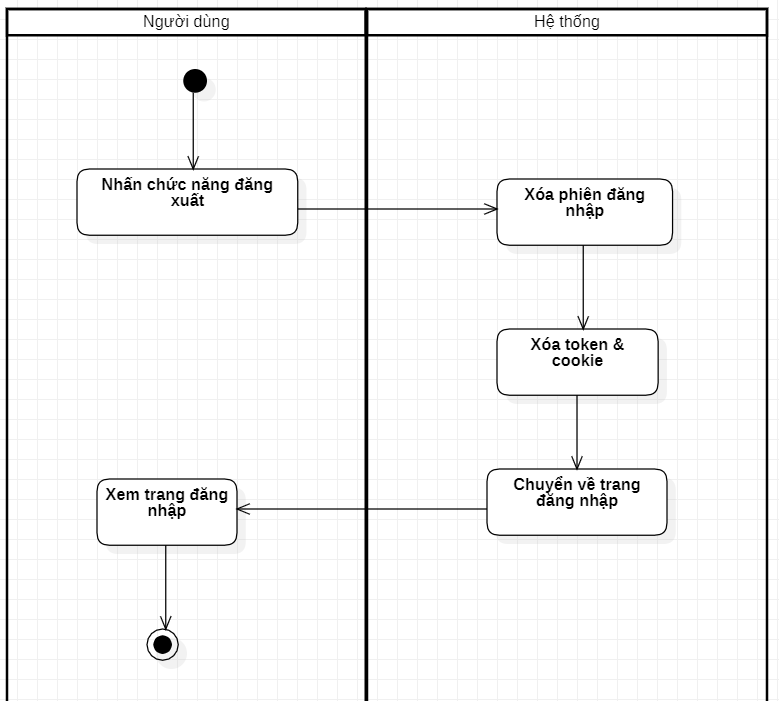 Người dùng
Hệ thống
Nhấn chức năng đăng
xuất
Xóa phiên đăng
nhập
Xóa token &
cookie
Chuyển về trang
đăng nhập
Xem trang đăng
nhập